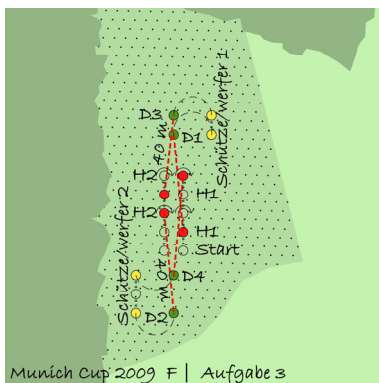 Schütze/werfer 1
D3
D1
40 m
H2
H1
H2
H1
Start
Schütze/werfer 2
40 m
D4
D2
Munich Cup 2009 F | Aufgabe 3